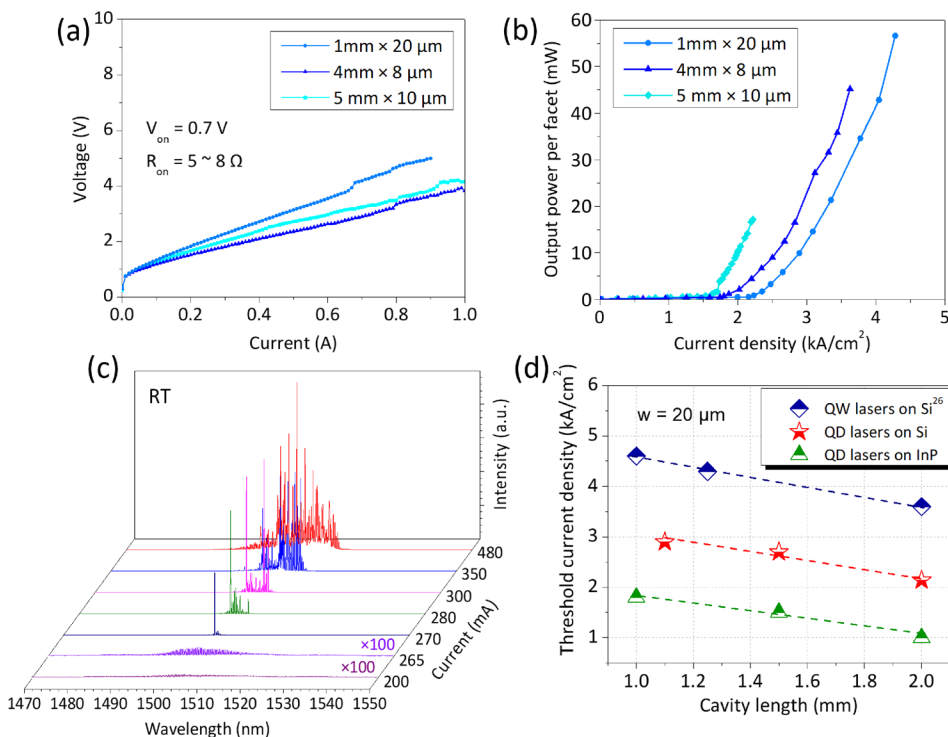 (a)
10
8
6
4
2
0
Voltage (V)
1mm × 20 µm
4mm × 8 µm
5 mm × 10 µm
V_on = 0.7 V
R_on = 5 ~ 8 Ω
0.0 0.2 0.4 0.6 0.8 1.0
Current (A)
(b)
60
50
40
30
20
10
0
Output power per facet (mW)
1mm × 20 µm
4mm × 8 µm
5 mm × 10 µm
0 1 2 3 4 5
Current density (kA/cm²)
(c)
RT
Intensity (a.u.)
480
350
300
280
270
265
200
×100
×100
Current (mA)
1470 1480 1490 1500 1510 1520 1530 1540 1550
Wavelength (nm)
(d)
6
5
4
3
2
1
Threshold current density (kA/cm²)
w = 20 µm
QW lasers on Si²⁶
QD lasers on Si
QD lasers on InP
1.0 1.2 1.4 1.6 1.8 2.0
Cavity length (mm)